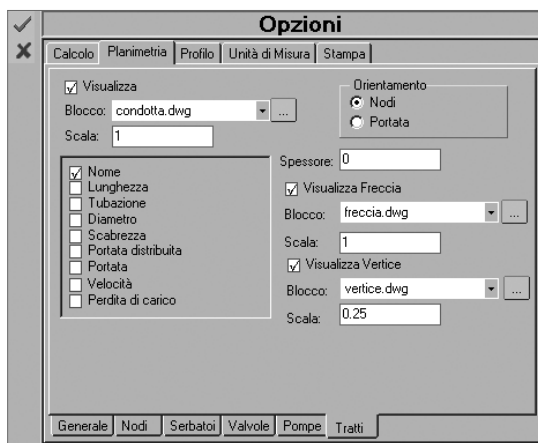 Opzioni
Calcolo Planimetria Profilo Unità di Misura Stampa
Visualizza
Blocco: condotta.dwg ...
Scala: 1
Orientamento
Nodi
Portata
Nome
Lunghezza
Tubazione
Diametro
Scabrezza
Portata distribuita
Portata
Velocità
Perdita di carico
Spessore: 0
Visualizza Freccia
Blocco: freccia.dwg ...
Scala: 1
Visualizza Vertice
Blocco: vertice.dwg ...
Scala: 0.25
Generale Nodi Serbatoi Valvole Pompe Tratti